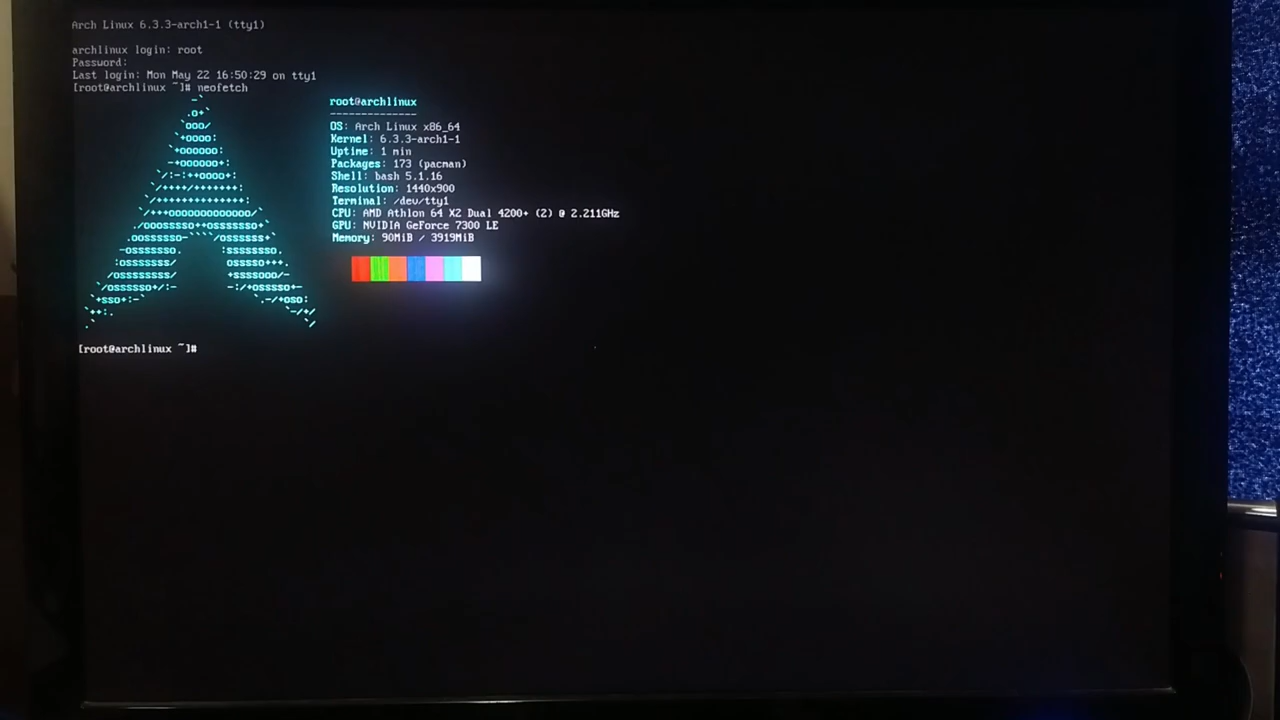 Arch Linux 6.3.3-arch1-1 (tty1)
archlinux login: root
Password:
Last login: Mon May 22 16:50:29 on tty1
[root@archlinux ~]# neofetch
root@archlinux
--------------
OS: Arch Linux x86_64
Kernel: 6.3.3-arch1-1
Uptime: 1 min
Packages: 173 (pacman)
Shell: bash 5.1.16
Resolution: 1440x900
Terminal: /dev/tty1
CPU: AMD Athlon 64 X2 Dual 4200+ (2) @ 2.211GHz
GPU: NVIDIA GeForce 7300 LE
Memory: 90MiB / 3919MiB
[root@archlinux ~]#